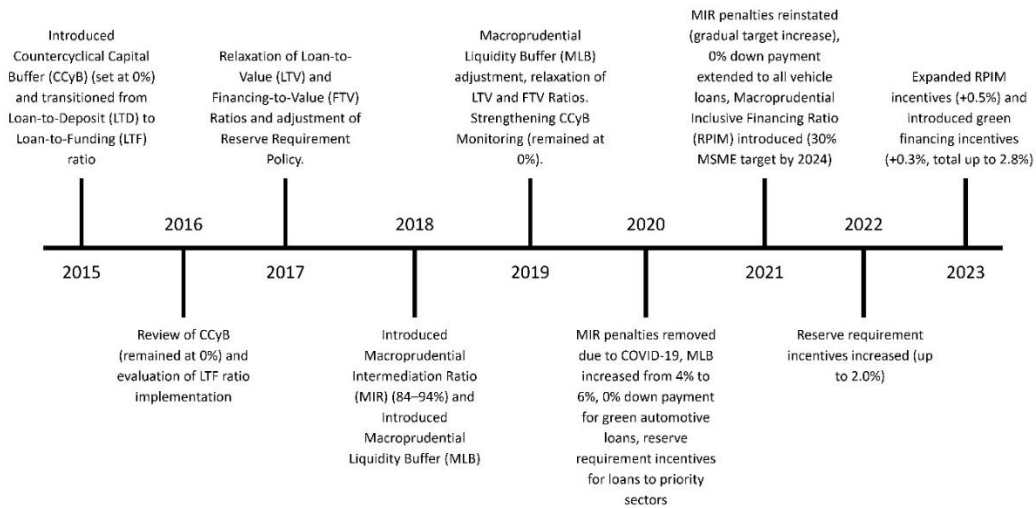 Introduced
Countercyclical Capital
Buffer (CCyB) (set at 0%)
and transitioned from
Loan-to-Deposit (LTD) to
Loan-to-Funding (LTF)
ratio
Relaxation of Loan-to-
Value (LTV) and
Financing-to-Value (FTV)
Ratios and adjustment of
Reserve Requirement
Policy.
Macroprudential
Liquidity Buffer (MLB)
adjustment, relaxation of
LTV and FTV Ratios.
Strengthening CCyB
Monitoring (remained at
0%).
MIR penalties reinstated
(gradual target increase),
0% down payment
extended to all vehicle
loans, Macroprudential
Inclusive Financing Ratio
(RPIM) introduced (30%
MSME target by 2024)
Expanded RPIM
incentives (+0.5%) and
introduced green
financing incentives
(+0.3%, total up to 2.8%)
2016
2018
2020
2022
2015
2017
2019
2021
2023
Review of CCyB
(remained at 0%) and
evaluation of LTF ratio
implementation
Introduced
Macroprudential
Intermediation Ratio
(MIR) (84–94%) and
Introduced
Macroprudential
Liquidity Buffer (MLB)
MIR penalties removed
due to COVID-19, MLB
increased from 4% to
6%, 0% down payment
for green automotive
loans, reserve
requirement incentives
for loans to priority
sectors
Reserve requirement
incentives increased (up
to 2.0%)